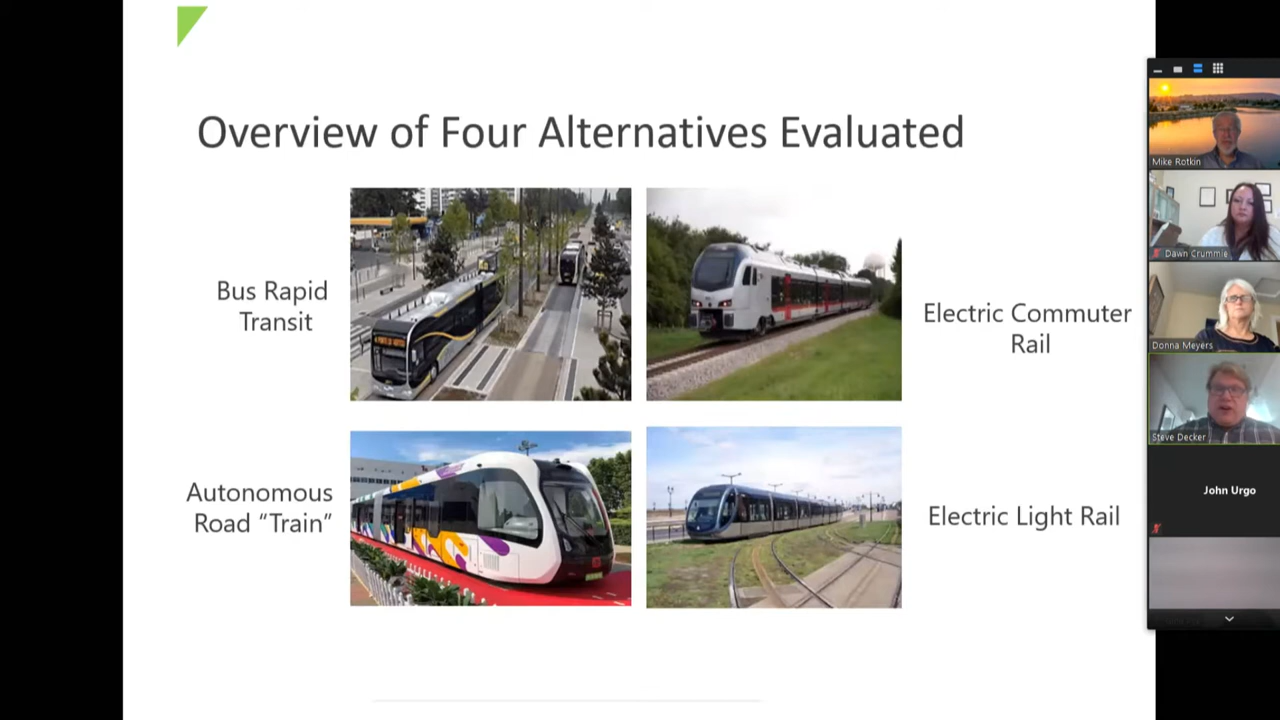 Overview of Four Alternatives Evaluated
Bus Rapid
Transit
Electric Commuter
Rail
Autonomous
Road “Train”
Electric Light Rail
Mike Rotkin
Dawn Crummie
Donna Meyers
Steve Decker
John Urgo